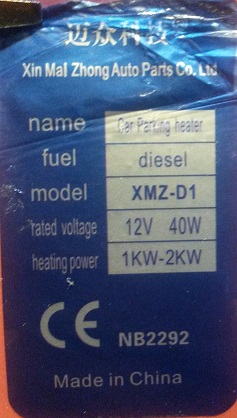 迈众科技
Xin Mai Zhong Auto Parts Co. Ltd
name Car Parking heater
fuel diesel
model XMZ-D1
rated voltage 12V 40W
heating power 1KW-2KW
CE NB2292
Made in China